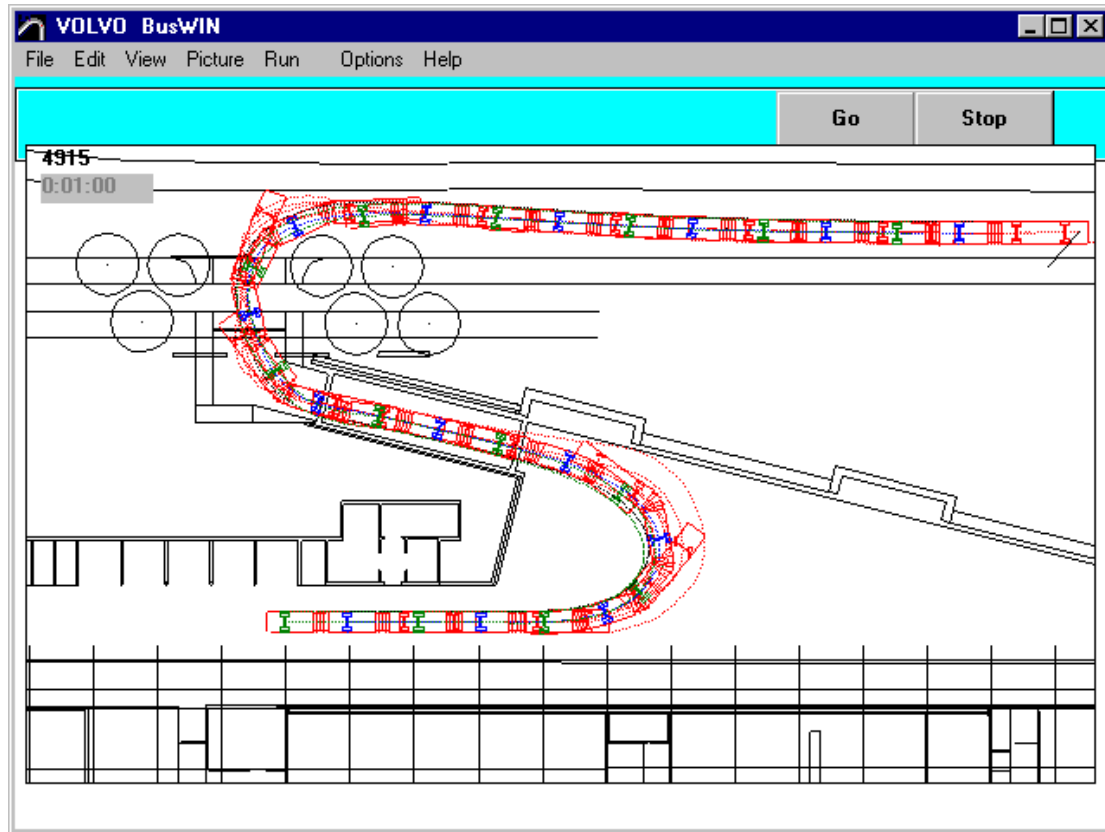 VOLVO BusWIN
File Edit View Picture Run Options Help
Go Stop
4915
0:01:00